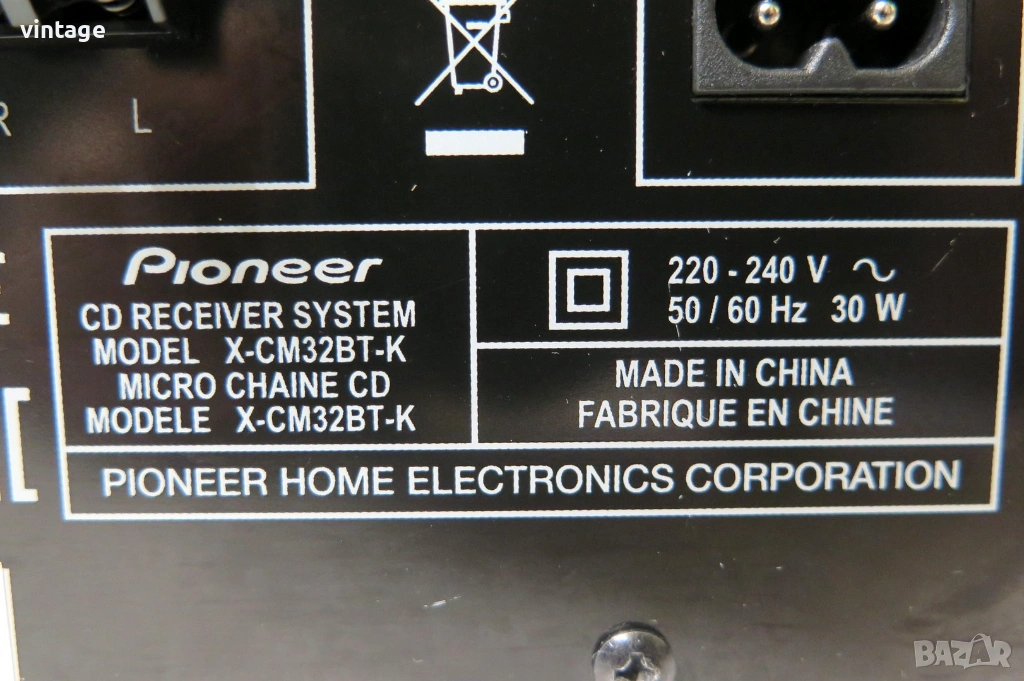 vintage
R L
Pioneer
CD RECEIVER SYSTEM
MODEL X-CM32BT-K
MICRO CHAINE CD
MODELE X-CM32BT-K
220 - 240 V ~
50 / 60 Hz 30 W
MADE IN CHINA
FABRIQUE EN CHINE
PIONEER HOME ELECTRONICS CORPORATION
BAZAR